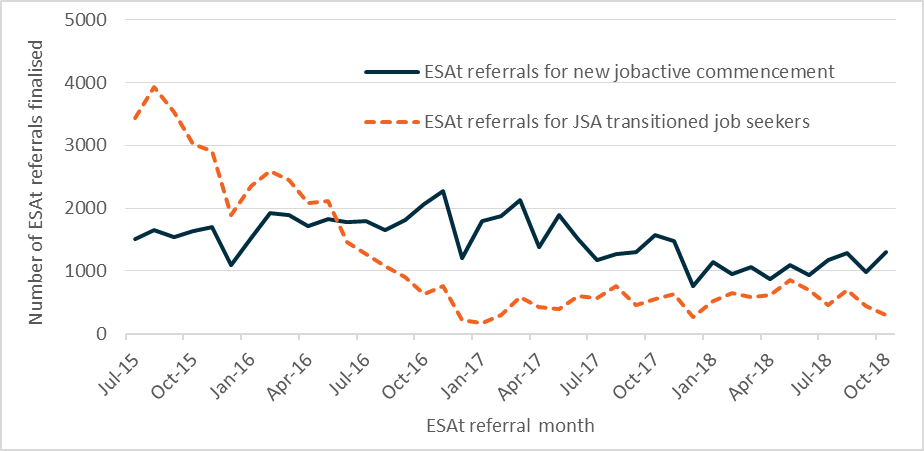 5000
4000
3000
2000
1000
0
Number of ESAt referrals finalised
ESAt referrals for new jobactive commencement
ESAt referrals for JSA transitioned job seekers
Jul-15
Oct-15
Jan-16
Apr-16
Jul-16
Oct-16
Jan-17
Apr-17
Jul-17
Oct-17
Jan-18
Apr-18
Jul-18
Oct-18
ESAt referral month